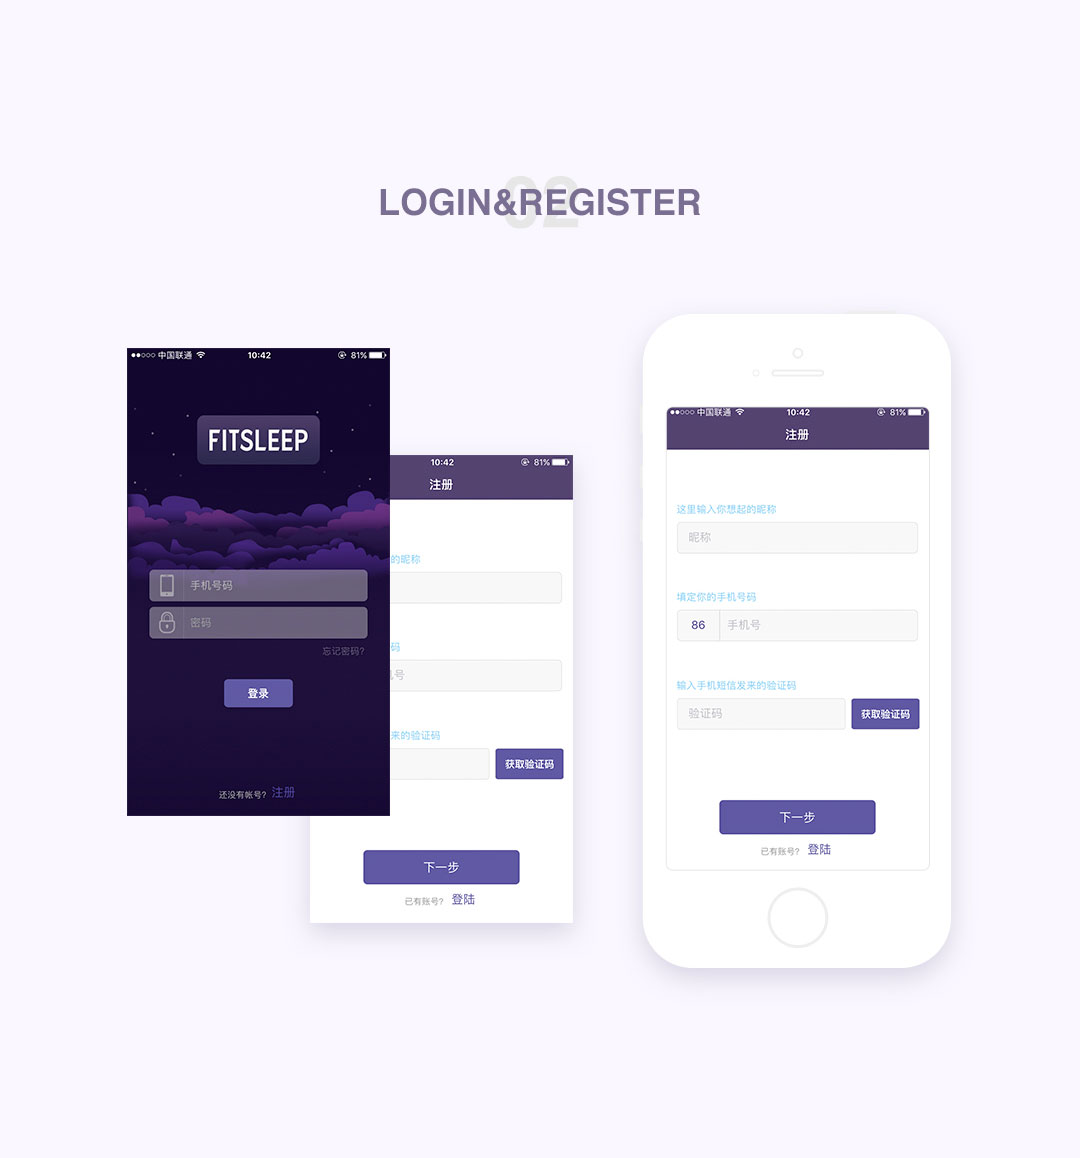 02
LOGIN&REGISTER
中国联通 10:42 81%
FITSLEEP
手机号码
密码
忘记密码?
登录
还没有帐号? 注册
10:42 81%
注册
的昵称
码
号
来的验证码
获取验证码
下一步
已有账号? 登陆
中国联通 10:42 81%
注册
这里输入你想起的昵称
昵称
填定你的手机号码
86 手机号
输入手机短信发来的验证码
验证码 获取验证码
下一步
已有账号? 登陆